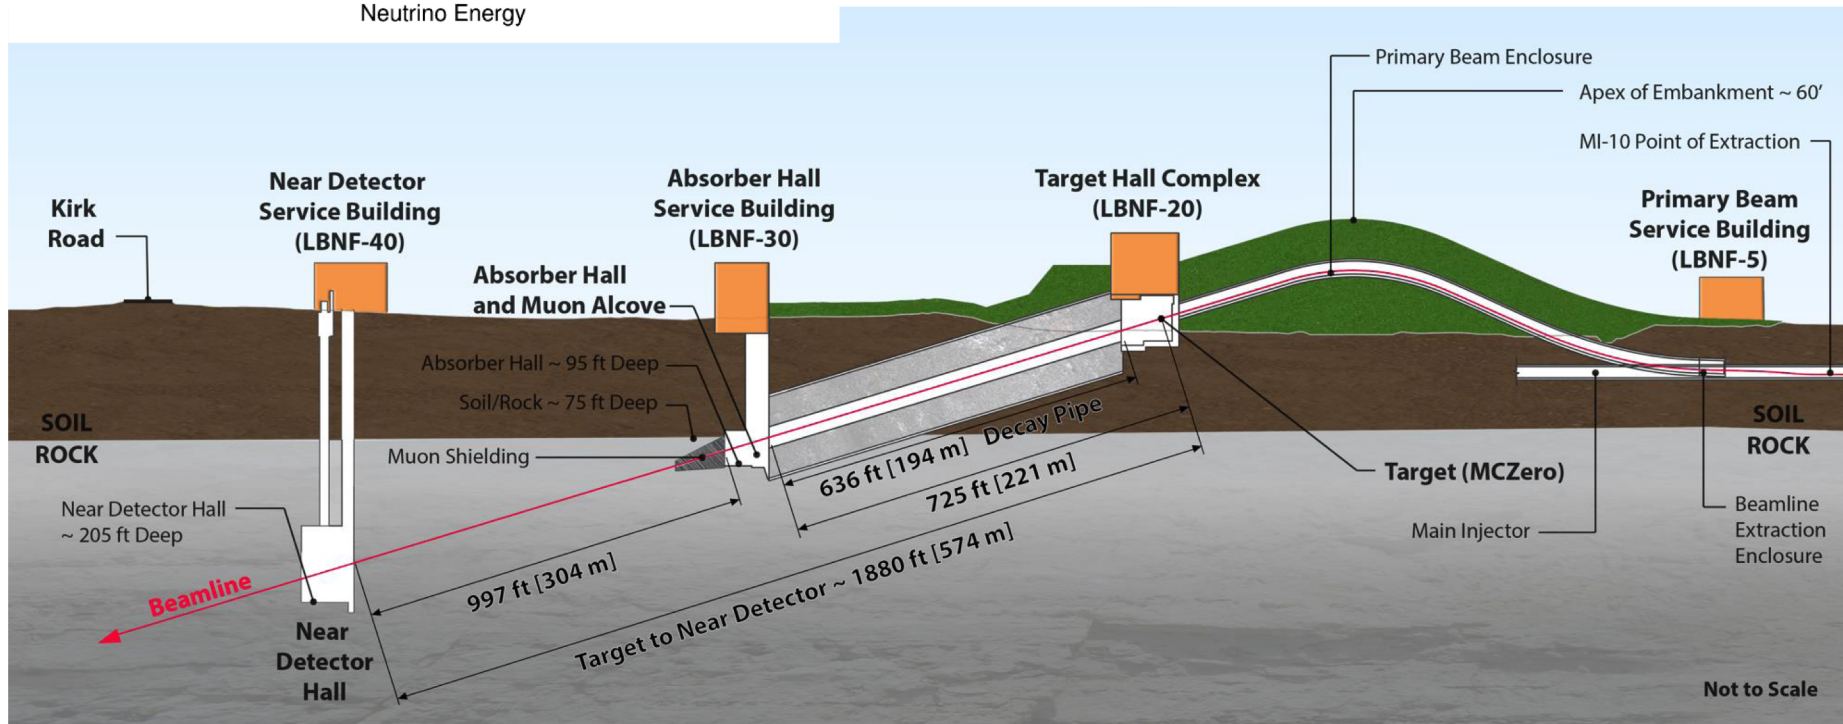 Neutrino Energy
Primary Beam Enclosure
Apex of Embankment ~ 60’
MI-10 Point of Extraction
Kirk
Road
Near Detector
Service Building
(LBNF-40)
Absorber Hall
Service Building
(LBNF-30)
Target Hall Complex
(LBNF-20)
Primary Beam
Service Building
(LBNF-5)
Absorber Hall
and Muon Alcove
Absorber Hall ~ 95 ft Deep
Soil/Rock ~ 75 ft Deep
SOIL
ROCK
Muon Shielding
Near Detector Hall
~ 205 ft Deep
Beamline
Near
Detector
Hall
636 ft [194 m] Decay Pipe
725 ft [221 m]
997 ft [304 m]
Target to Near Detector ~ 1880 ft [574 m]
Target (MCZero)
Main Injector
SOIL
ROCK
Beamline
Extraction
Enclosure
Not to Scale